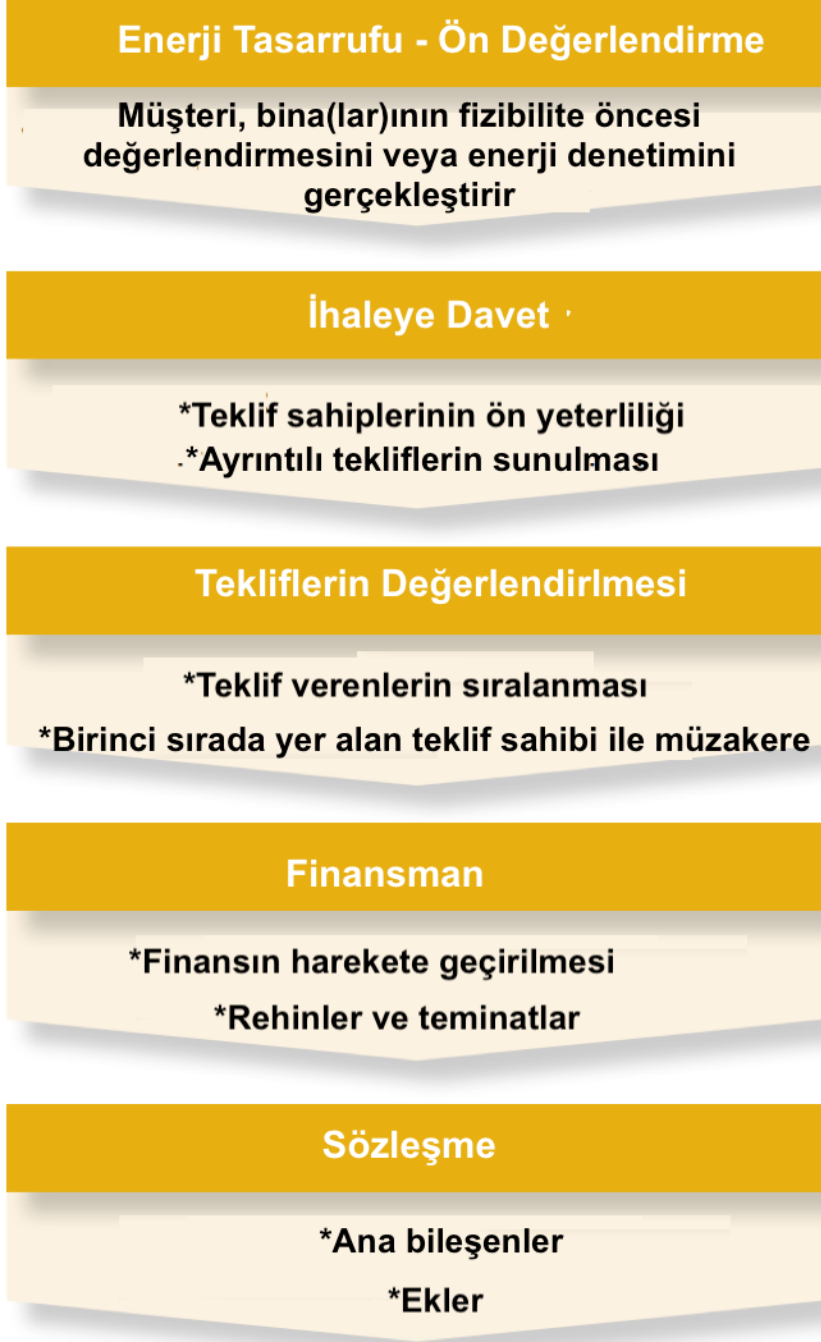 Enerji Tasarrufu - Ön Değerlendirme
Müşteri, bina(lar)ının fizibilite öncesi
değerlendirmesini veya enerji denetimini
gerçekleştirir
İhaleye Davet
*Teklif sahiplerinin ön yeterliliği
*Ayrıntılı tekliflerin sunulması
Tekliflerin Değerlendirlmesi
*Teklif verenlerin sıralanması
*Birinci sırada yer alan teklif sahibi ile müzakere
Finansman
*Finansın harekete geçirilmesi
*Rehinler ve teminatlar
Sözleşme
*Ana bileşenler
*Ekler